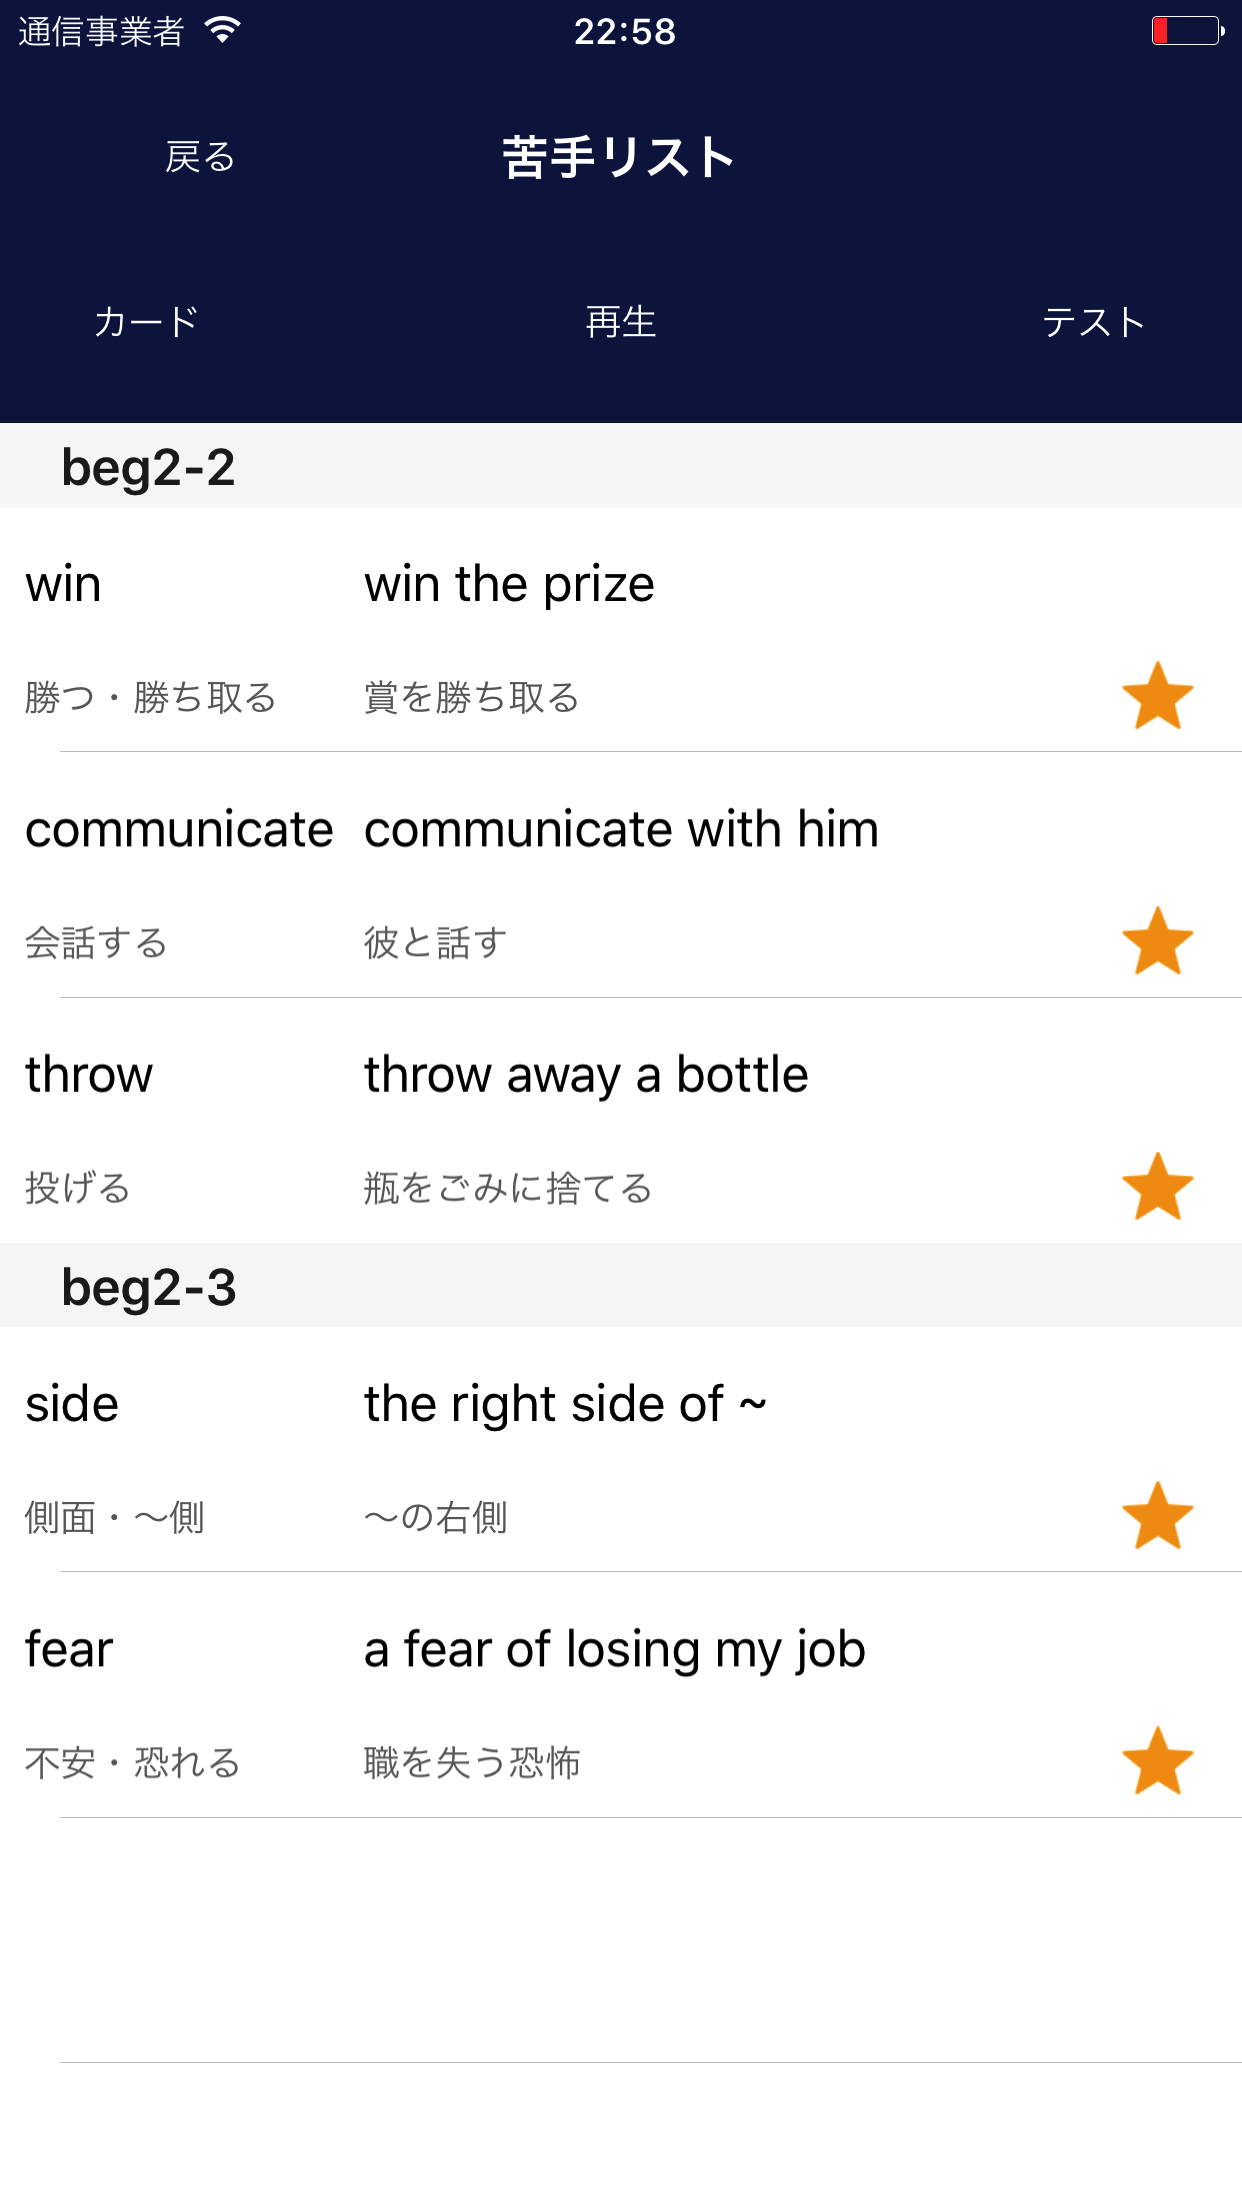 通信事業者 22:58
戻る 苦手リスト
カード 再生 テスト
beg2-2
win win the prize
勝つ・勝ち取る 賞を勝ち取る
communicate communicate with him
会話する 彼と話す
throw throw away a bottle
投げる 瓶をごみに捨てる
beg2-3
side the right side of ~
側面・〜側 〜の右側
fear a fear of losing my job
不安・恐れる 職を失う恐怖